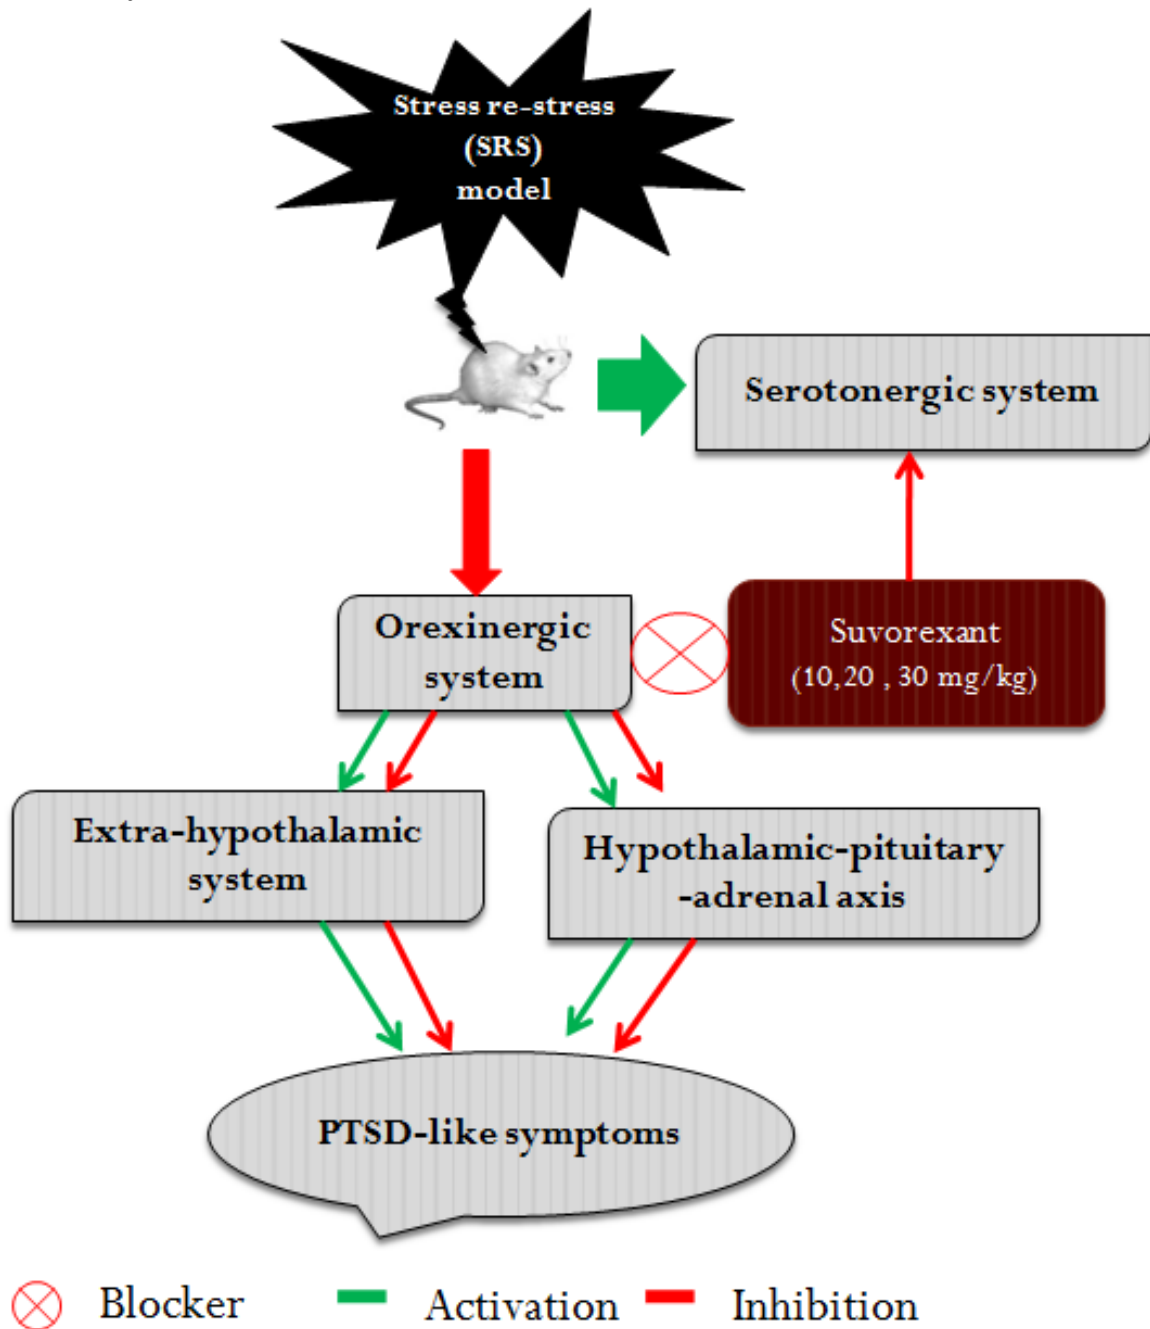 Stress re-stress
(SRS)
model
Serotonergic system
Orexinergic
system
Suvorexant
(10,20 , 30 mg/kg)
Extra-hypothalamic
system
Hypothalamic-pituitary
-adrenal axis
PTSD-like symptoms
Blocker
Activation
Inhibition